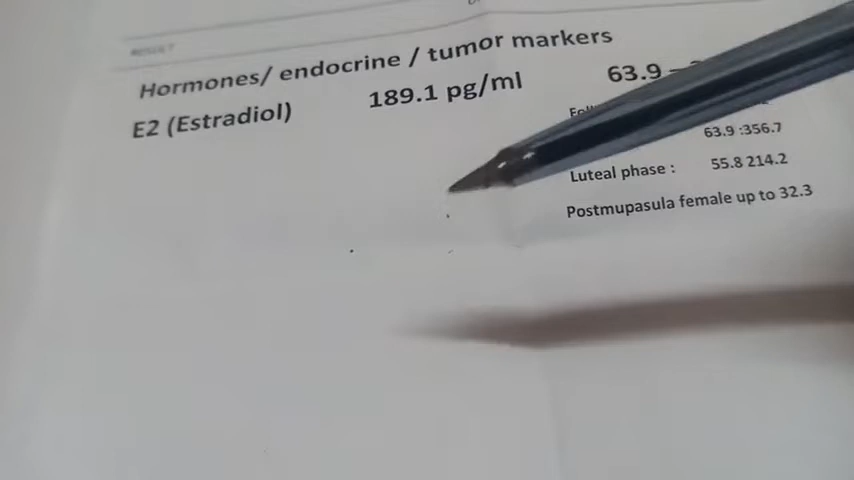 RESULT
Hormones/ endocrine / tumor markers
E2 (Estradiol) 189.1 pg/ml 63.9 –
63.9 :356.7
Luteal phase : 55.8 214.2
Postmupasula female up to 32.3